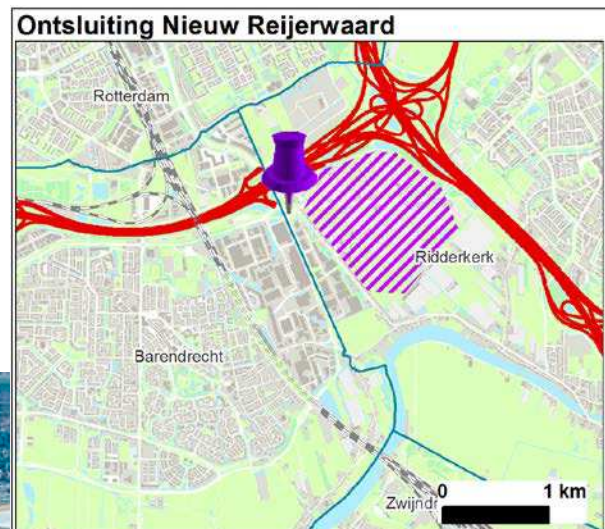 Ontsluiting Nieuw Reijerwaard
Rotterdam
Ridderkerk
Barendrecht
0 1 km